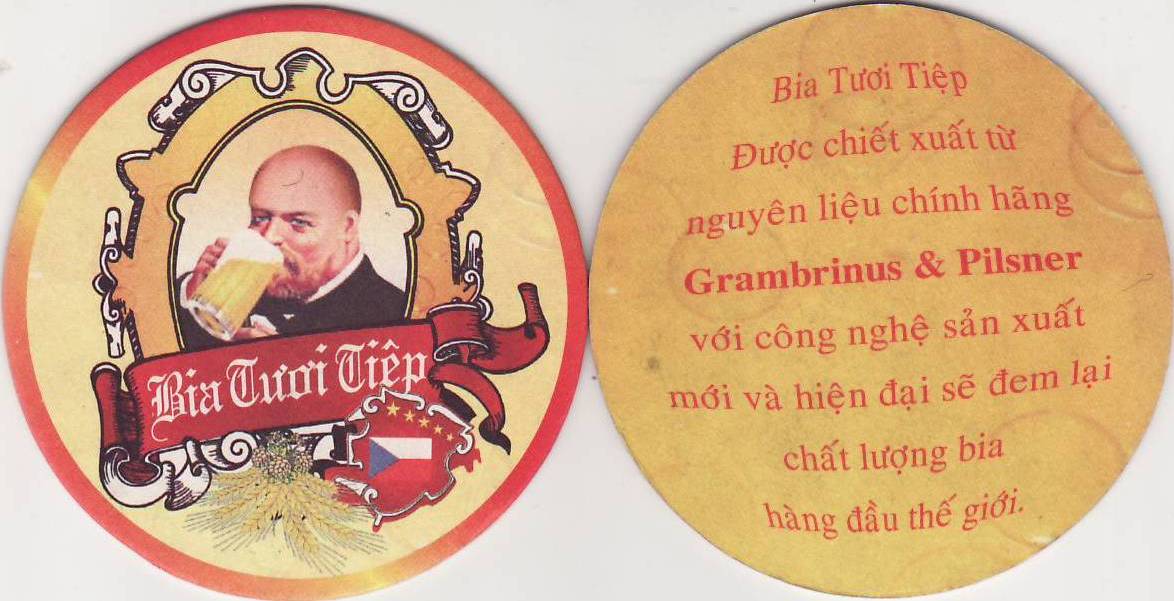 Bia Tươi Tiệp
Bia Tươi Tiệp
Được chiết xuất từ
nguyên liệu chính hãng
Grambrinus & Pilsner
với công nghệ sản xuất
mới và hiện đại sẽ đem lại
chất lượng bia
hàng đầu thế giới.